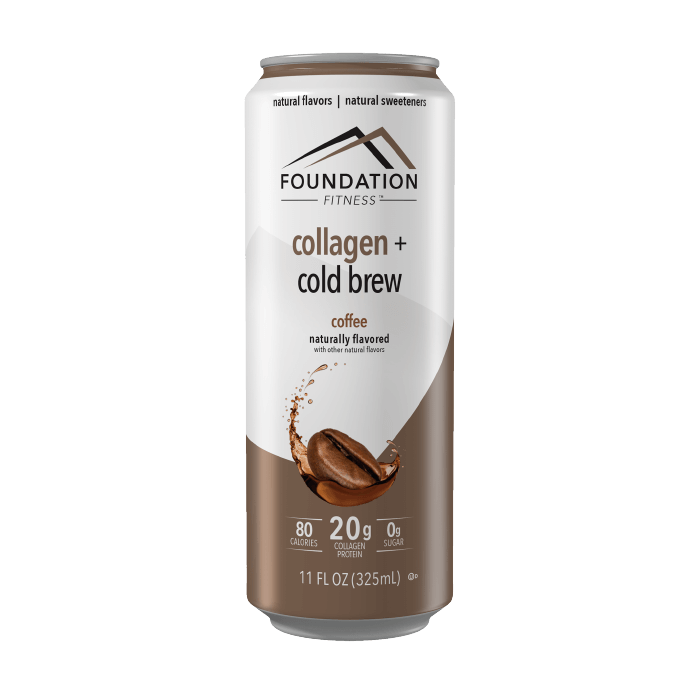 natural flavors | natural sweeteners
FOUNDATION
FITNESS™
collagen +
cold brew
coffee
naturally flavored
with other natural flavors
80 20g 0g
CALORIES COLLAGEN PROTEIN SUGAR
11 FL OZ (325mL)